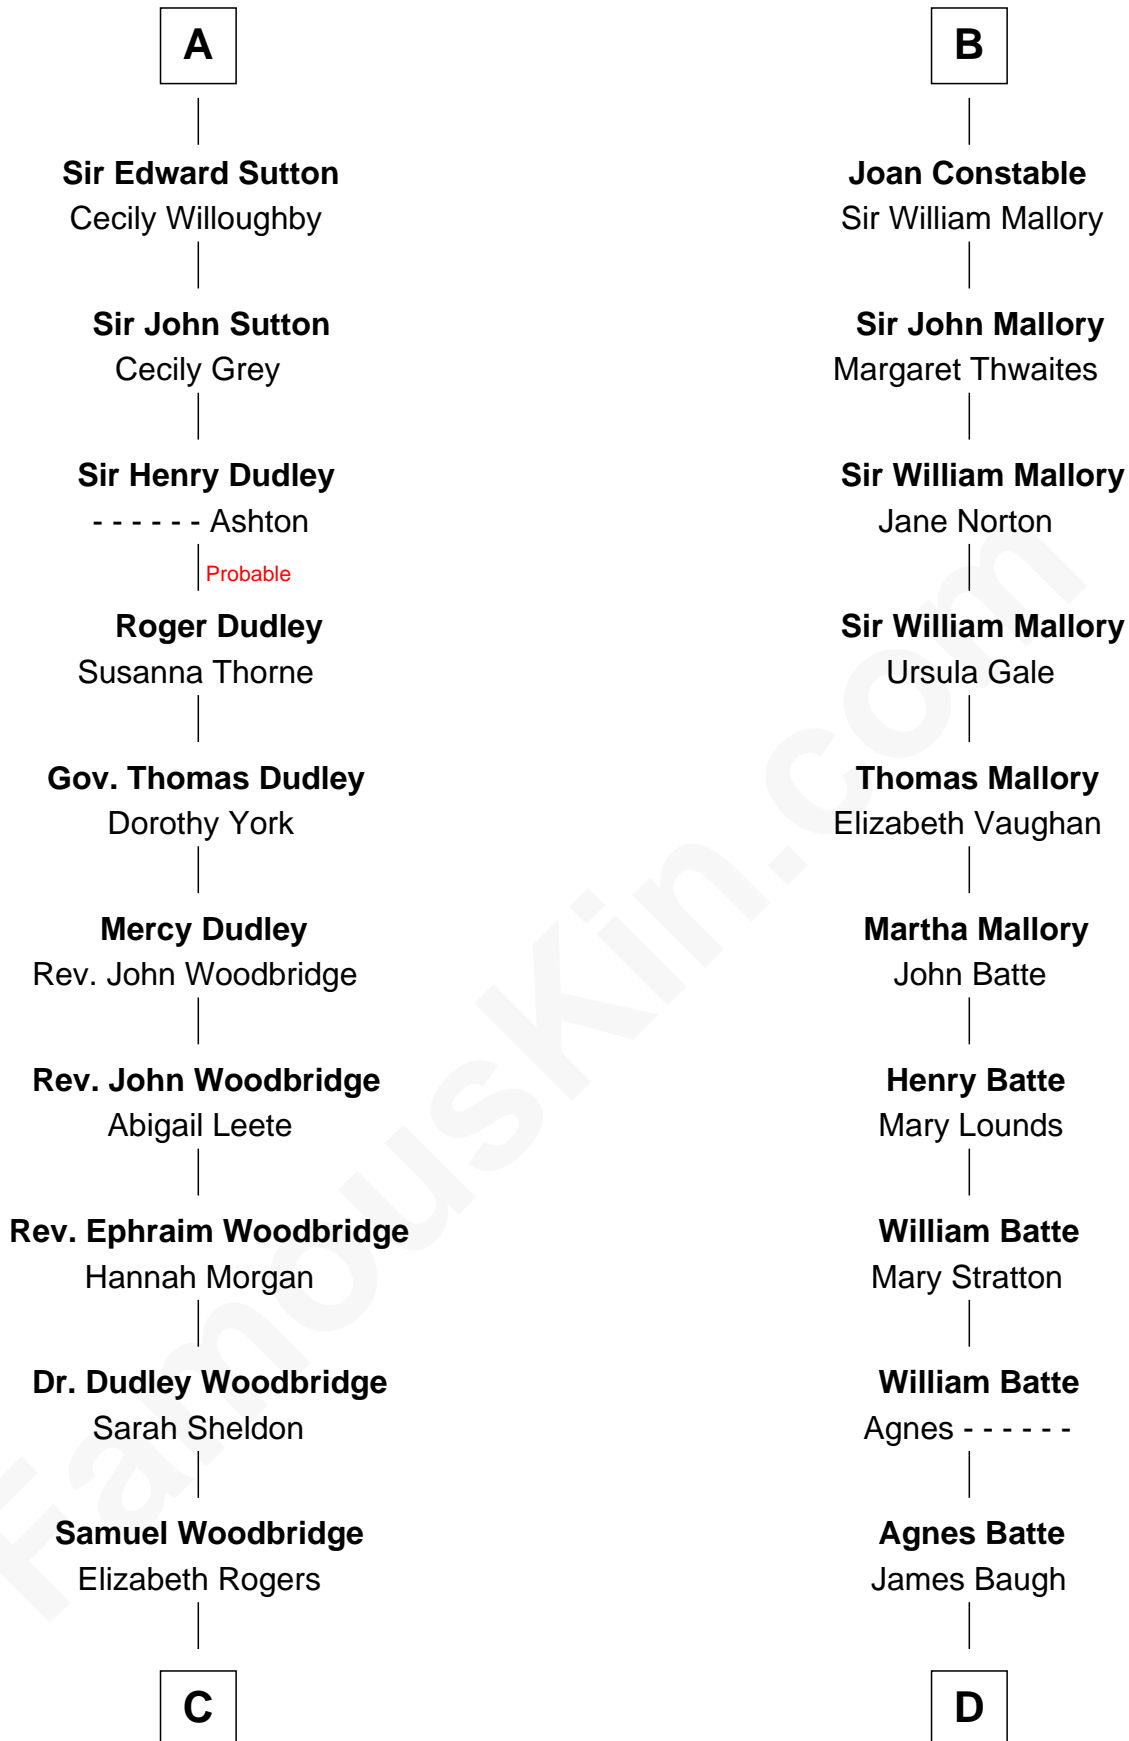 A
Sir Edward Sutton
Cecily Willoughby
Sir John Sutton
Cecily Grey
Sir Henry Dudley
- - - - - - Ashton
Probable
Roger Dudley
Susanna Thorne
Gov. Thomas Dudley
Dorothy York
Mercy Dudley
Rev. John Woodbridge
Rev. John Woodbridge
Abigail Leete
Rev. Ephraim Woodbridge
Hannah Morgan
Dr. Dudley Woodbridge
Sarah Sheldon
Samuel Woodbridge
Elizabeth Rogers
C
B
Joan Constable
Sir William Mallory
Sir John Mallory
Margaret Thwaites
Sir William Mallory
Jane Norton
Sir William Mallory
Ursula Gale
Thomas Mallory
Elizabeth Vaughan
Martha Mallory
John Batte
Henry Batte
Mary Lounds
William Batte
Mary Stratton
William Batte
Agnes - - - - - -
Agnes Batte
James Baugh
D
FamousKin.com